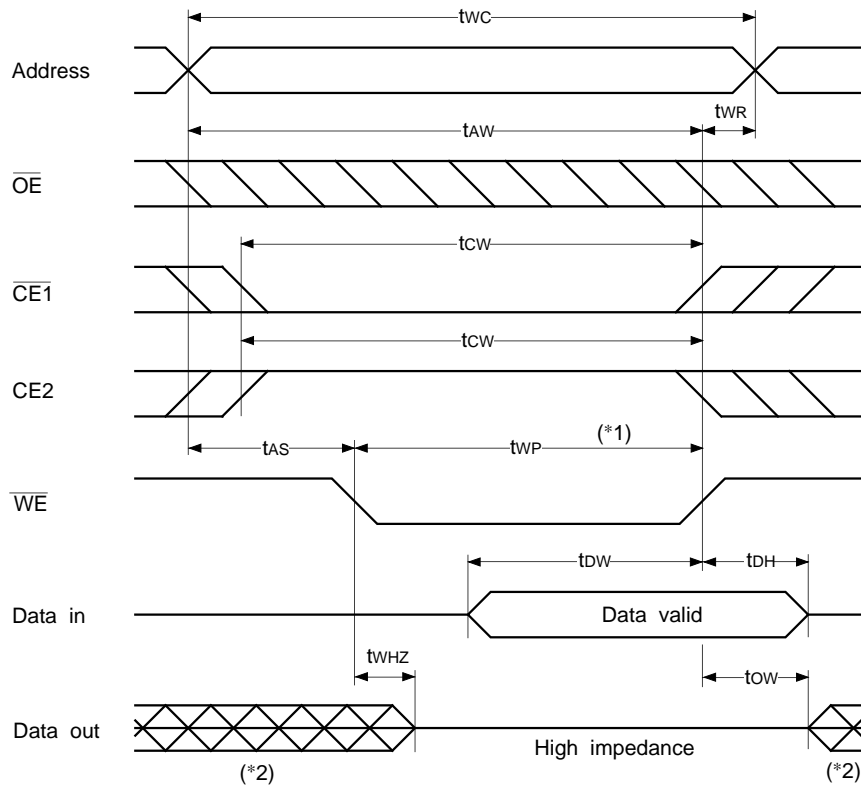 tWC
Address
tAW
tWR
OE
tCW
CE1
tCW
CE2
tAS
tWP
(*1)
WE
tDW
tDH
Data in
Data valid
tWHZ
tOW
Data out
High impedance
(*2)
(*2)